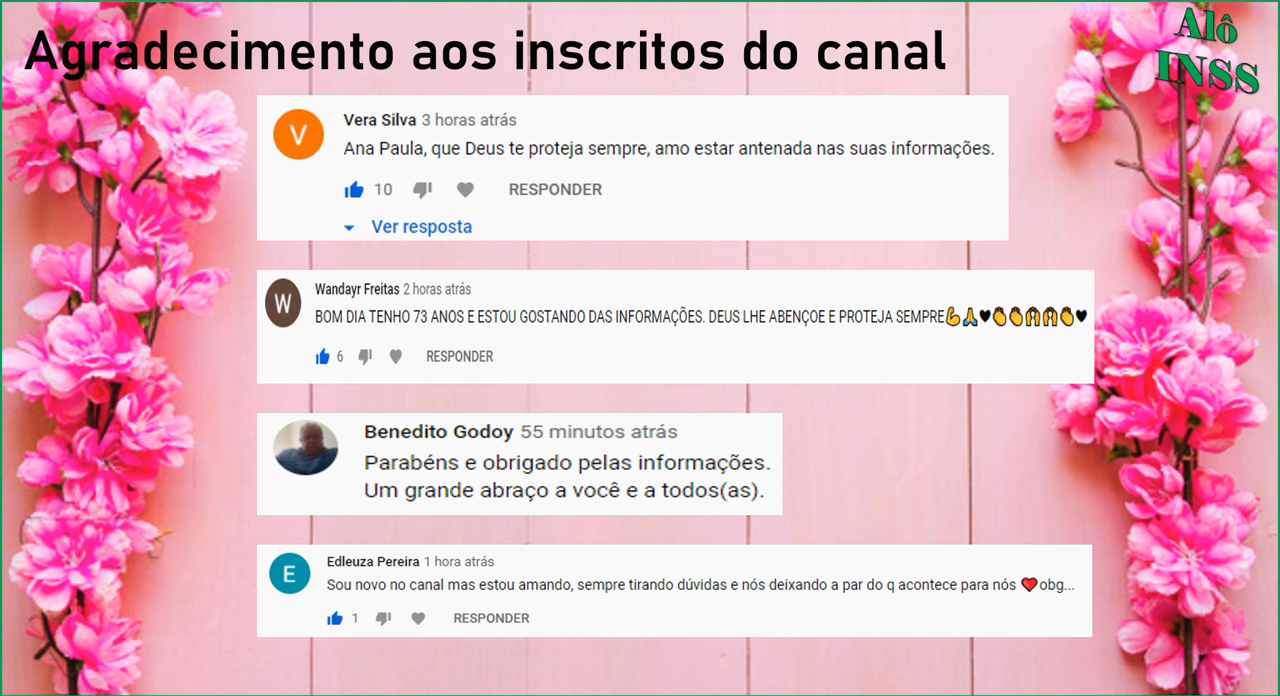 Agradecimento aos inscritos do canal
Alô
INSS
V
Vera Silva 3 horas atrás
Ana Paula, que Deus te proteja sempre, amo estar antenada nas suas informações.
10 RESPONDER
Ver resposta
W
Wandayr Freitas 2 horas atrás
BOM DIA TENHO 73 ANOS E ESTOU GOSTANDO DAS INFORMAÇÕES. DEUS LHE ABENÇOE E PROTEJA SEMPRE💪🙏♥👏👏🙌🙌👏♥
6 RESPONDER
Benedito Godoy 55 minutos atrás
Parabéns e obrigado pelas informações.
Um grande abraço a você e a todos(as).
E
Edleuza Pereira 1 hora atrás
Sou novo no canal mas estou amando, sempre tirando dúvidas e nós deixando a par do q acontece para nós ❤️obg...
1 RESPONDER